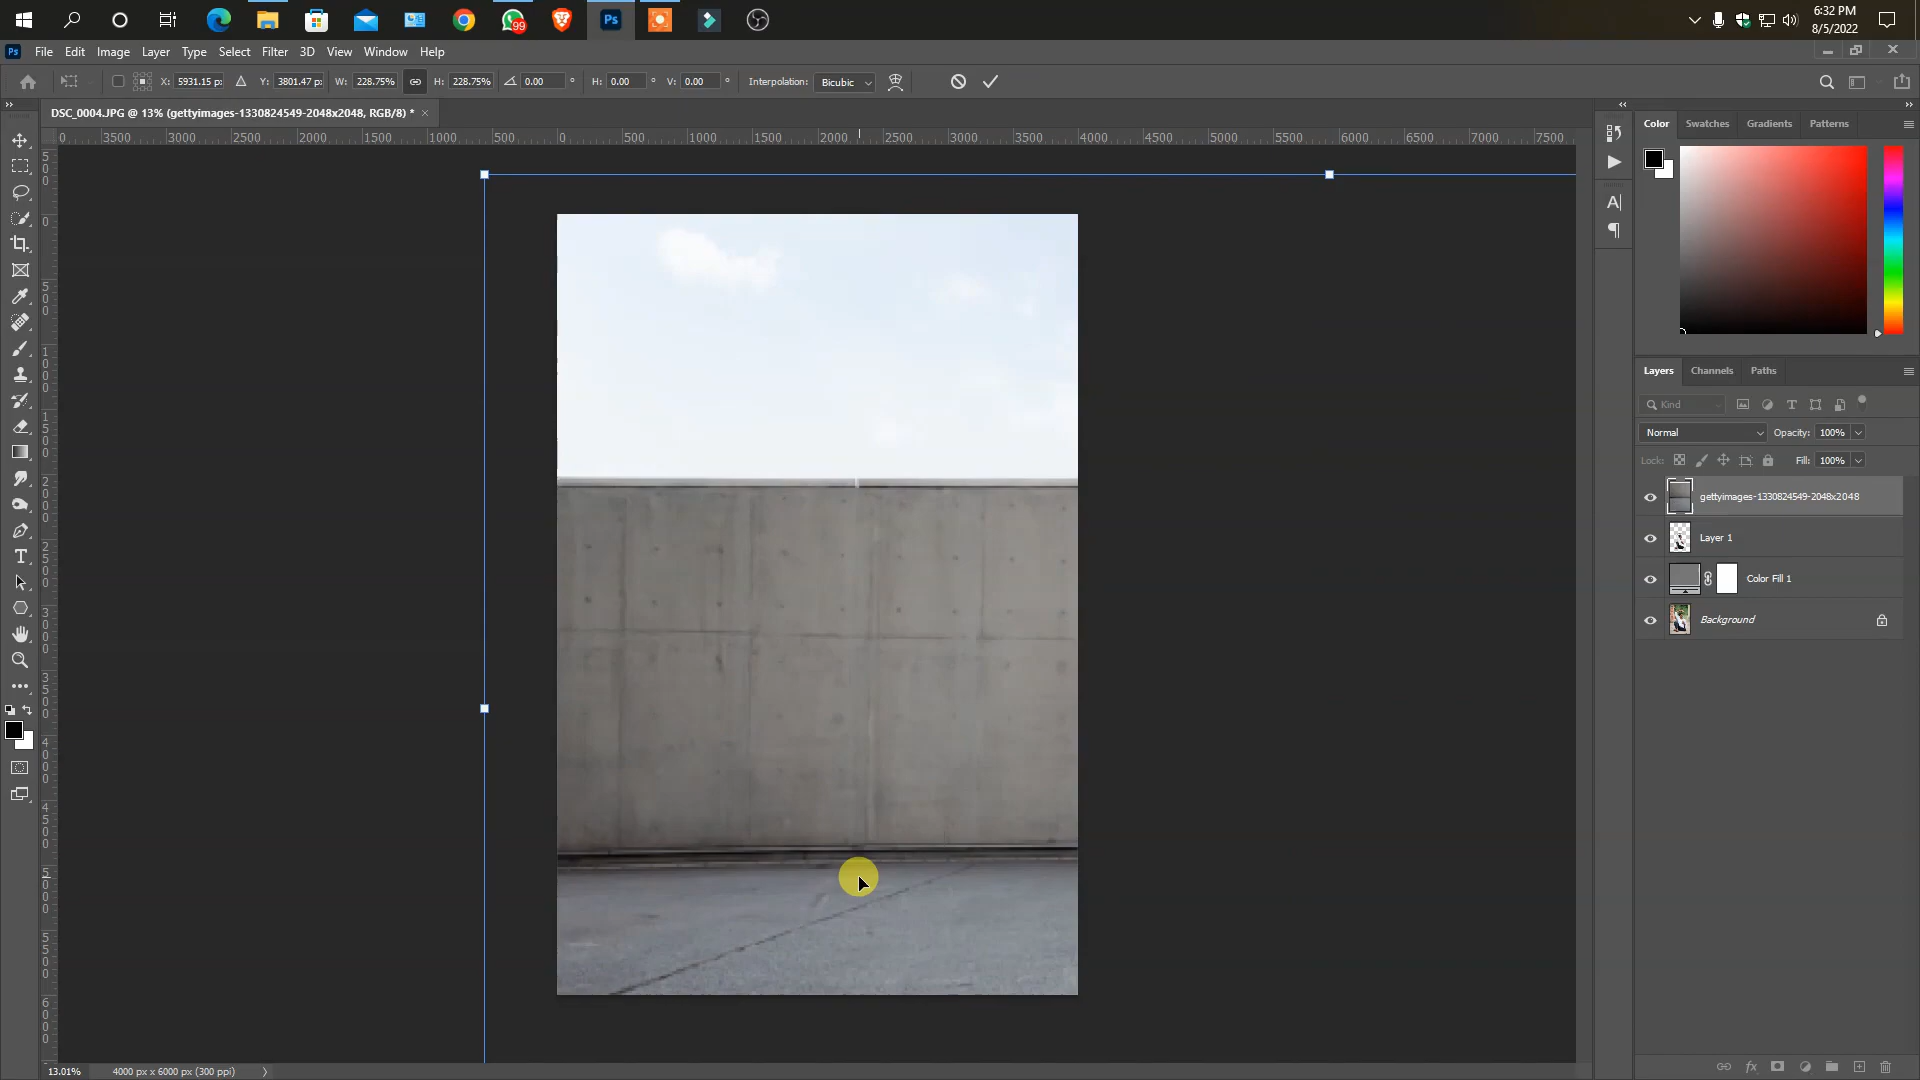 99
Ps
6:32 PM
8/5/2022
Ps File Edit Image Layer Type Select Filter 3D View Window Help
X: 5931.15 p: Y: 3801.47 p: W: 228.75% H: 228.75% 0.00 ° H: 0.00 ° V: 0.00 ° Interpolation: Bicubic
DSC_0004.JPG @ 13% (gettyimages-1330824549-2048x2048, RGB/8) * ×
0 3500 3000 2500 2000 1500 1000 500 0 500 1000 1500 2000 2500 3000 3500 4000 4500 5000 5500 6000 6500 7000 7500
Color Swatches Gradients Patterns
Layers Channels Paths
Kind
Normal Opacity: 100%
Lock: Fill: 100%
gettyimages-1330824549-2048x2048
Layer 1
Color Fill 1
Background
13.01% 4000 px x 6000 px (300 ppi)